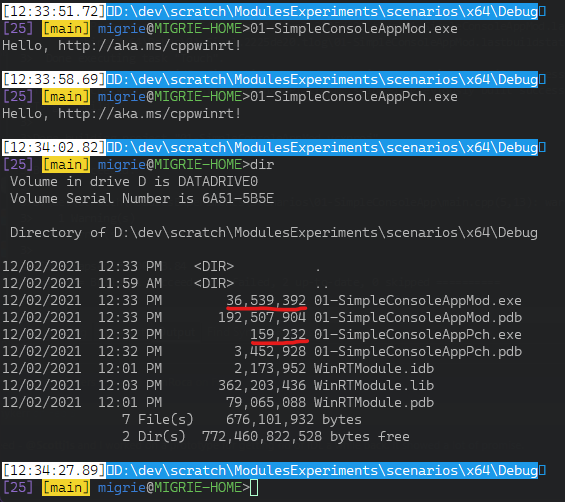 [12:33:51.72] D:\dev\scratch\ModulesExperiments\scenarios\x64\Debug
[25] [main] migrie@MIGRIE-HOME>01-SimpleConsoleAppMod.exe
Hello, http://aka.ms/cppwinrt!
[12:33:58.69] D:\dev\scratch\ModulesExperiments\scenarios\x64\Debug
[25] [main] migrie@MIGRIE-HOME>01-SimpleConsoleAppPch.exe
Hello, http://aka.ms/cppwinrt!
[12:34:02.82] D:\dev\scratch\ModulesExperiments\scenarios\x64\Debug
[25] [main] migrie@MIGRIE-HOME>dir
Volume in drive D is DATADRIVE0
Volume Serial Number is 6A51-5B5E
Directory of D:\dev\scratch\ModulesExperiments\scenarios\x64\Debug
12/02/2021 12:33 PM <DIR> .
12/02/2021 11:59 AM <DIR> ..
12/02/2021 12:33 PM 36,539,392 01-SimpleConsoleAppMod.exe
12/02/2021 12:33 PM 192,507,904 01-SimpleConsoleAppMod.pdb
12/02/2021 12:32 PM 159,232 01-SimpleConsoleAppPch.exe
12/02/2021 12:32 PM 3,452,928 01-SimpleConsoleAppPch.pdb
12/02/2021 12:01 PM 2,173,952 WinRTModule.idb
12/02/2021 12:03 PM 362,203,436 WinRTModule.lib
12/02/2021 12:01 PM 79,065,088 WinRTModule.pdb
7 File(s) 676,101,932 bytes
2 Dir(s) 772,460,822,528 bytes free
[12:34:27.89] D:\dev\scratch\ModulesExperiments\scenarios\x64\Debug
[25] [main] migrie@MIGRIE-HOME>